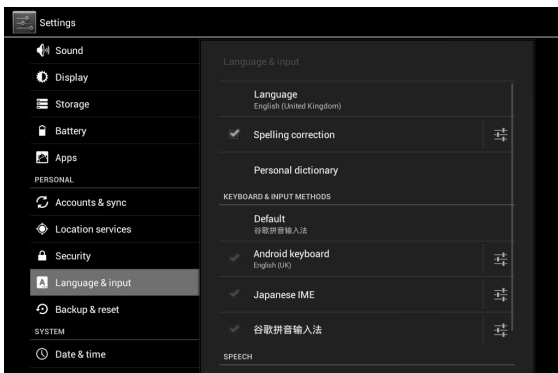 Settings
Sound
Display
Storage
Battery
Apps
PERSONAL
Accounts & sync
Location services
Security
A Language & input
Backup & reset
SYSTEM
Date & time
Language & input
Language
English (United Kingdom)
Spelling correction
Personal dictionary
KEYBOARD & INPUT METHODS
Default
谷歌拼音输入法
Android keyboard
English (UK)
Japanese IME
谷歌拼音输入法
SPEECH